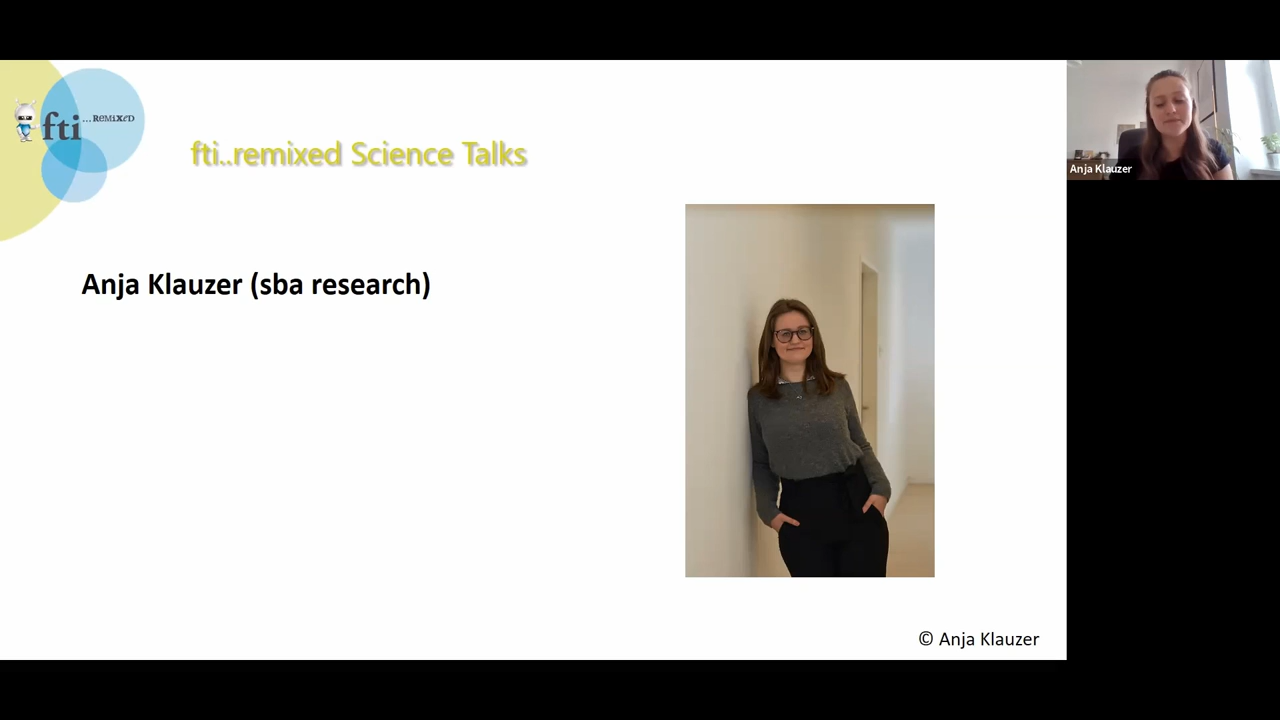 fti ...REMIXED
fti..remixed Science Talks
Anja Klauzer
Anja Klauzer (sba research)
© Anja Klauzer